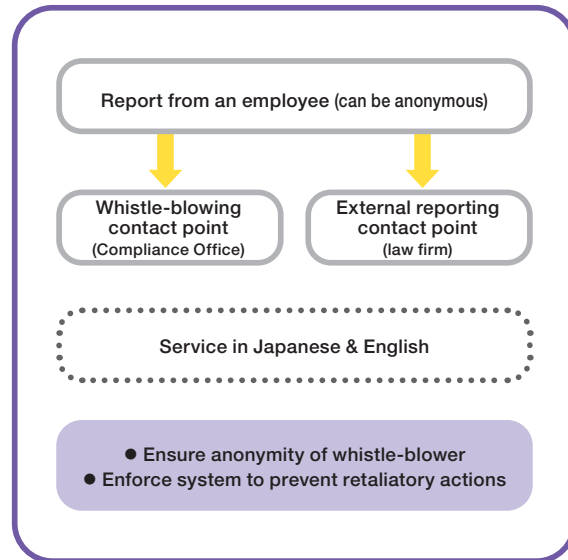 Report from an employee (can be anonymous)
Whistle-blowing
contact point
(Compliance Office)
External reporting
contact point
(law firm)
Service in Japanese & English
● Ensure anonymity of whistle-blower
● Enforce system to prevent retaliatory actions